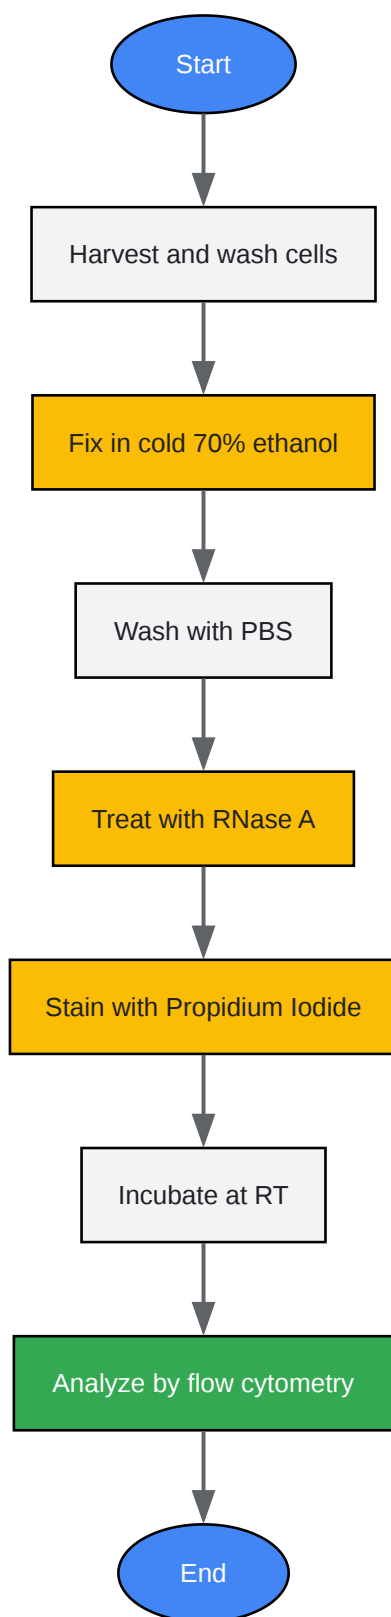 Start
Harvest and wash cells
Fix in cold 70% ethanol
Wash with PBS
Treat with RNase A
Stain with Propidium Iodide
Incubate at RT
Analyze by flow cytometry
End